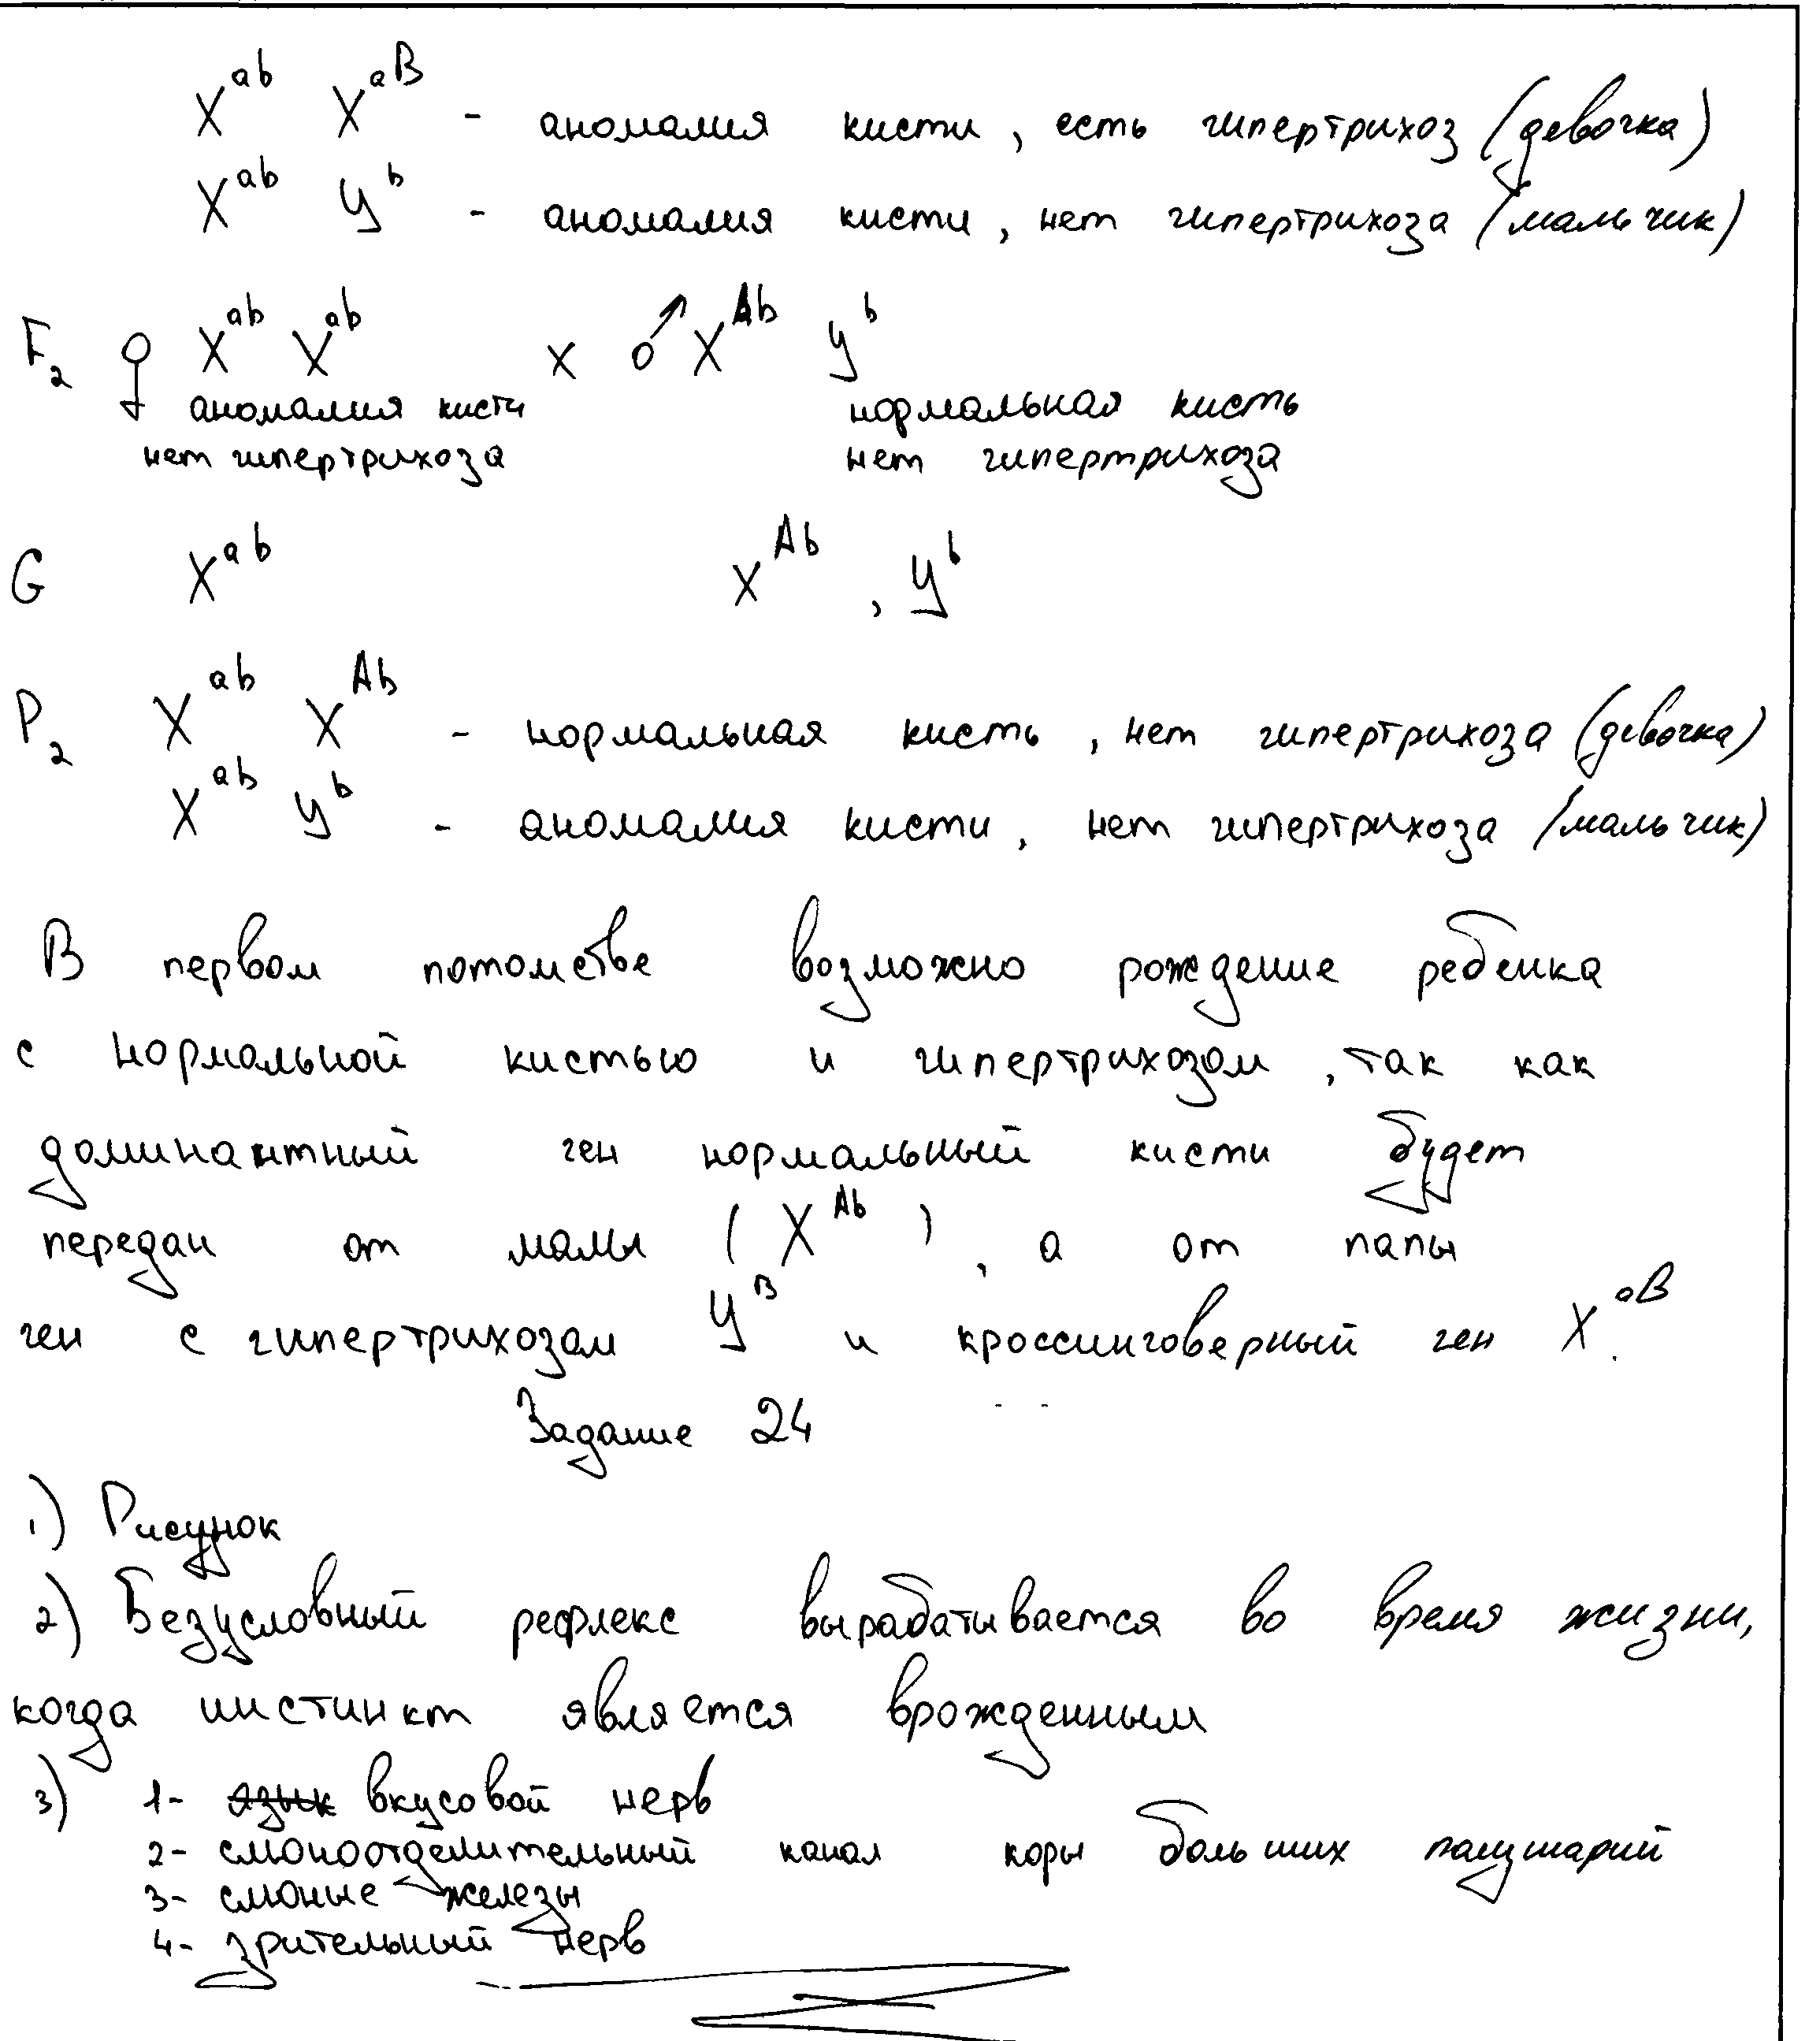 X^ab X^aB - аномалия кисти, есть гипертрихоз (девочка)
X^ab У^b - аномалия кисти, нет гипертрихоза (мальчик)
F₂ ♀ X^ab X^ab x ♂ X^Ab У^b
аномалия кисти нормальная кисть
нет гипертрихоза нет гипертрихоза
G X^ab X^Ab , У^b
P₂ X^ab X^Ab - нормальная кисть, нет гипертрихоза (девочка)
X^ab У^b - аномалия кисти, нет гипертрихоза (мальчик)
В первом потомстве возможно рождение ребенка
с нормальной кистью и гипертрихозом, так как
доминантный ген нормальный кисти будет
передан от мамы ( X^Ab ), а от папы
ген с гипертрихозом У^B и кроссинговерный ген X^aB.
Задание 24
1) Рисунок
2) Безусловный рефлекс вырабатывается во время жизни,
когда инстинкт является врожденным
3) 1- язык вкусовой нерв
2- слюноотделительный канал коры больших полушарий
3- слюные железы
4- зрительный нерв